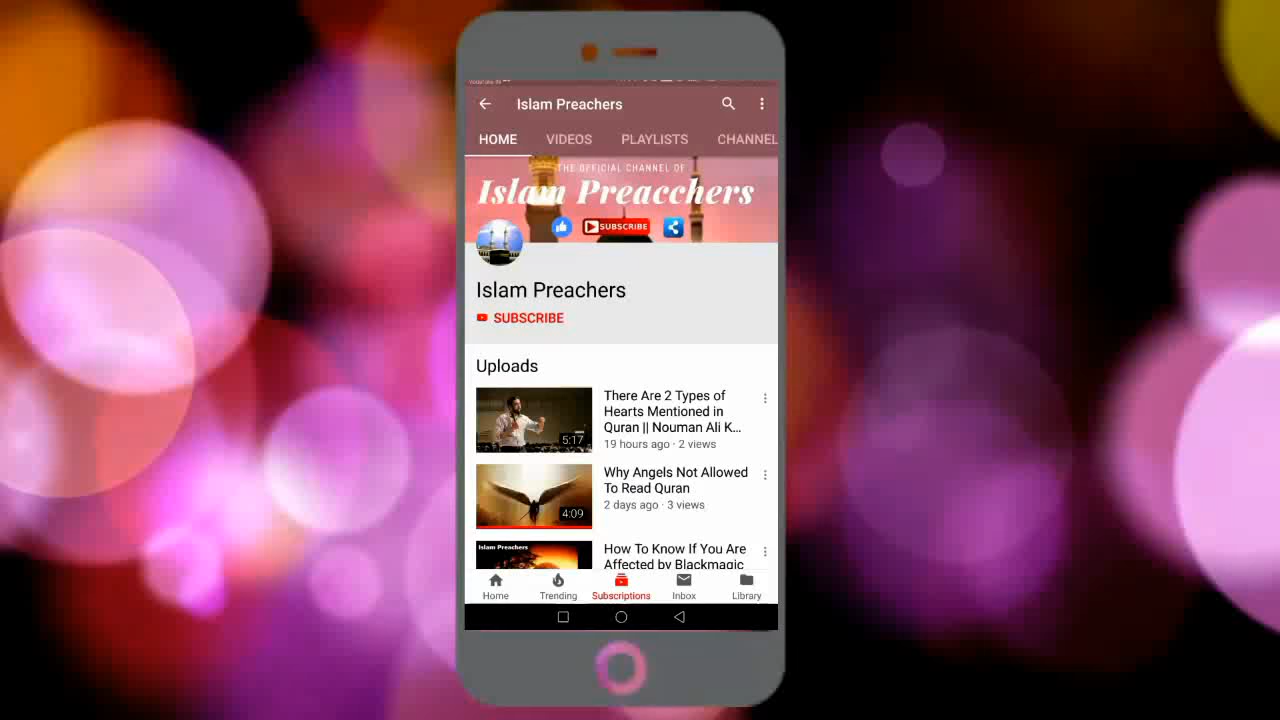 Islam Preachers
HOME VIDEOS PLAYLISTS CHANNEL
THE OFFICIAL CHANNEL OF
Islam Preacchers
SUBSCRIBE
Islam Preachers
SUBSCRIBE
Uploads
There Are 2 Types of
Hearts Mentioned in
Quran || Nouman Ali K...
19 hours ago · 2 views
5:17
Why Angels Not Allowed
To Read Quran
2 days ago · 3 views
4:09
Islam Preachers
How To Know If You Are
Affected by Blackmagic
Home Trending Subscriptions Inbox Library